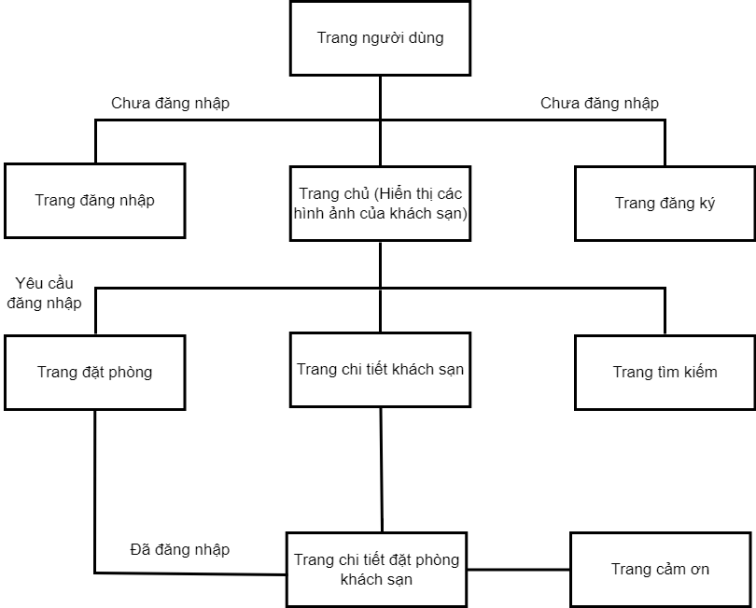 Trang người dùng
Chưa đăng nhập
Chưa đăng nhập
Trang đăng nhập
Trang chủ (Hiển thị các
hình ảnh của khách sạn)
Trang đăng ký
Yêu cầu
đăng nhập
Trang đặt phòng
Trang chi tiết khách sạn
Trang tìm kiếm
Đã đăng nhập
Trang chi tiết đặt phòng
khách sạn
Trang cảm ơn